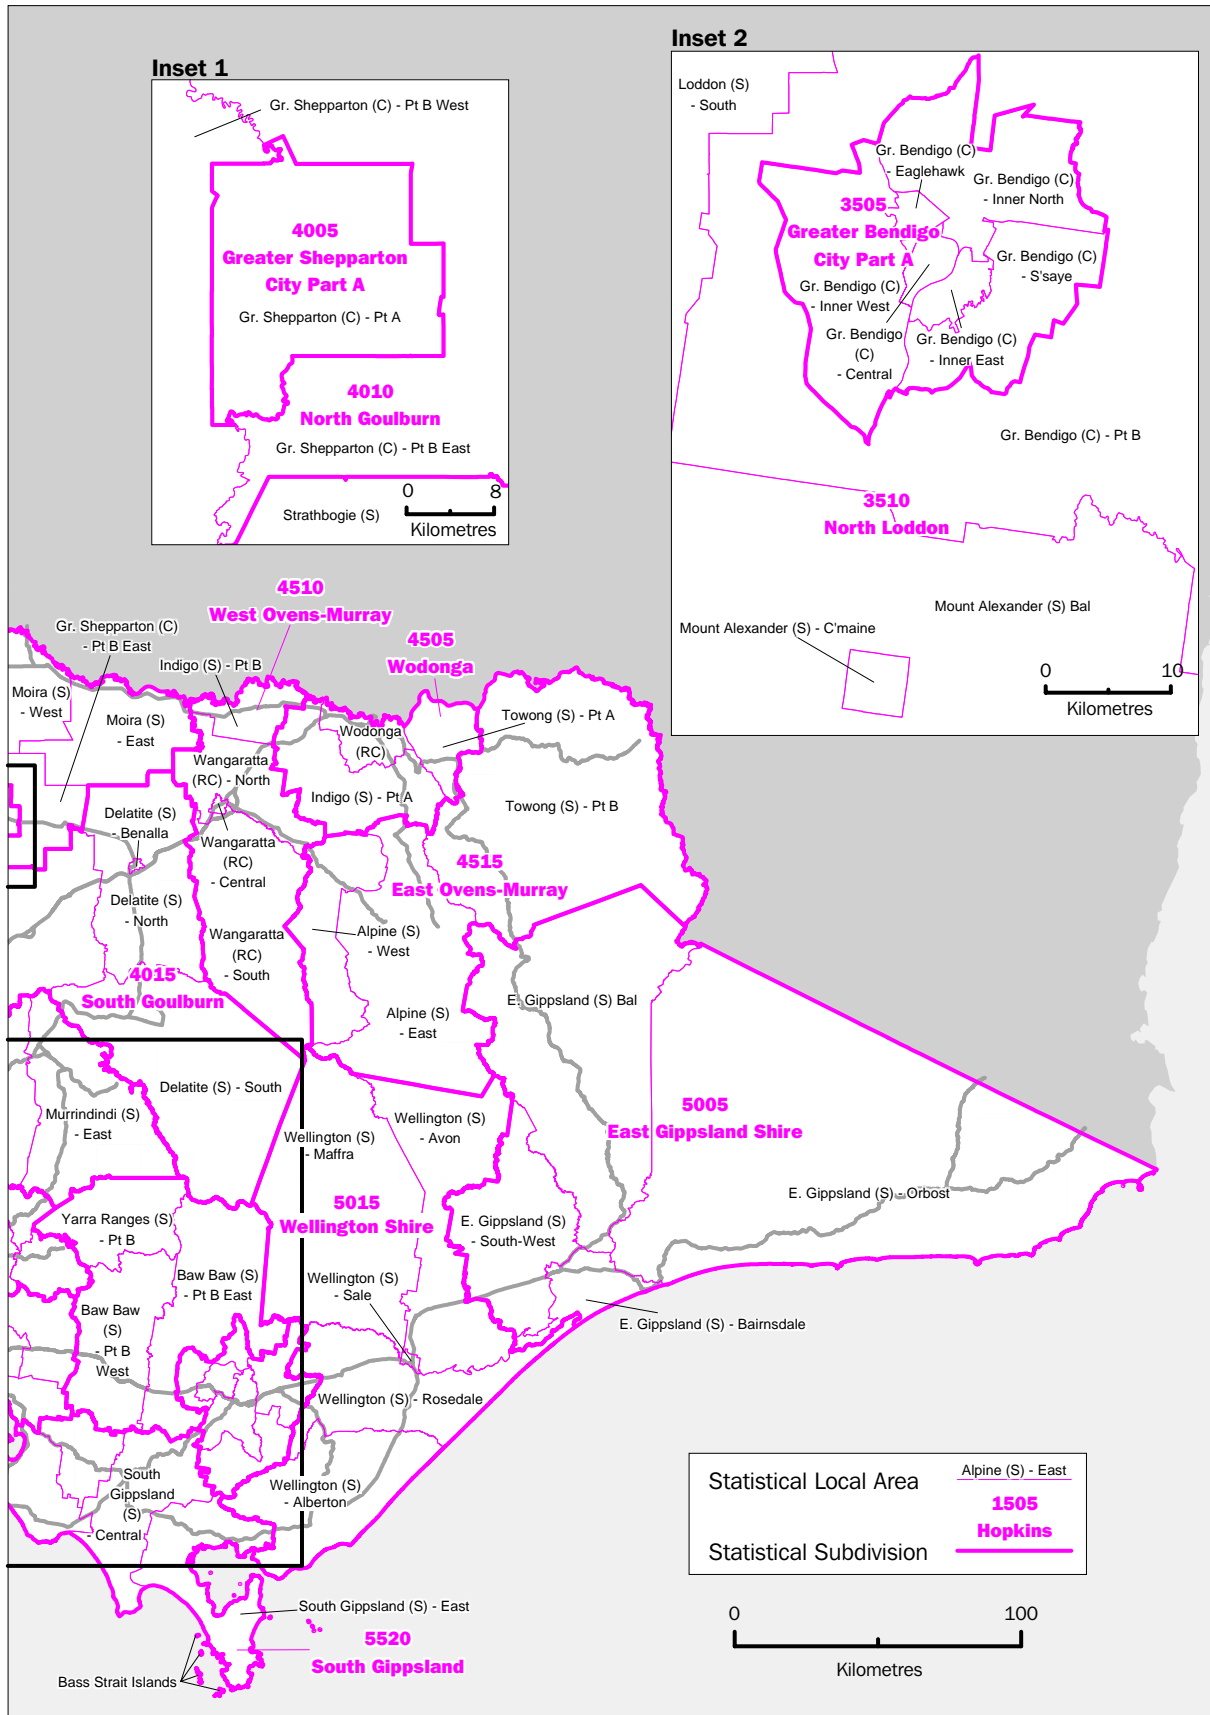 Inset 1
Gr. Shepparton (C) - Pt B West
4005
Greater Shepparton
City Part A
Gr. Shepparton (C) - Pt A
4010
North Goulburn
Gr. Shepparton (C) - Pt B East
Strathbogie (S)
0 8
Kilometres
Inset 2
Loddon (S)
- South
Gr. Bendigo (C)
- Eaglehawk
Gr. Bendigo (C)
- Inner North
3505
Greater Bendigo
City Part A
Gr. Bendigo (C)
- S'saye
Gr. Bendigo (C)
- Inner West
Gr. Bendigo
(C)
- Central
Gr. Bendigo (C)
- Inner East
Gr. Bendigo (C) - Pt B
3510
North Loddon
Mount Alexander (S) Bal
Mount Alexander (S) - C'maine
0 10
Kilometres
4510
West Ovens-Murray
Gr. Shepparton (C)
- Pt B East
Indigo (S) - Pt B
4505
Wodonga
Moira (S)
- West
Moira (S)
- East
Wodonga
(RC)
Towong (S) - Pt A
Wangaratta
(RC) - North
Indigo (S) - Pt A
Towong (S) - Pt B
Delatite (S)
- Benalla
Wangaratta
(RC)
- Central
4515
East Ovens-Murray
Delatite (S)
- North
Wangaratta
(RC)
- South
Alpine (S)
- West
4015
South Goulburn
E. Gippsland (S) Bal
Alpine (S)
- East
Delatite (S) - South
Murrindindi (S)
- East
Wellington (S)
- Maffra
Wellington (S)
- Avon
5005
East Gippsland Shire
5015
Wellington Shire
E. Gippsland (S) - Orbost
Yarra Ranges (S)
- Pt B
E. Gippsland (S)
- South-West
Baw Baw (S)
- Pt B East
Wellington (S)
- Sale
Baw Baw
(S)
- Pt B
West
E. Gippsland (S) - Bairnsdale
Wellington (S) - Rosedale
South
Gippsland
(S)
- Central
Wellington (S)
- Alberton
Statistical Local Area
Alpine (S) - East
1505
Hopkins
Statistical Subdivision
South Gippsland (S) - East
5520
South Gippsland
Bass Strait Islands
0 100
Kilometres